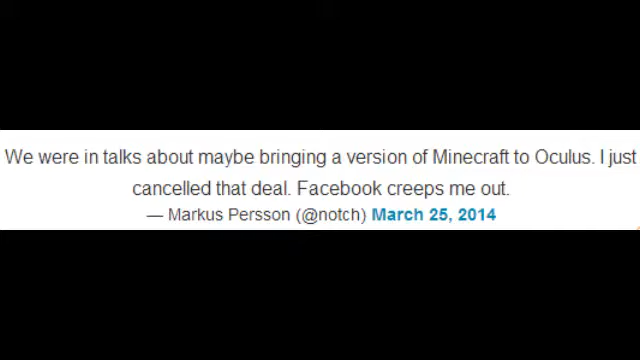 We were in talks about maybe bringing a version of Minecraft to Oculus. I just
cancelled that deal. Facebook creeps me out.
— Markus Persson (@notch) March 25, 2014